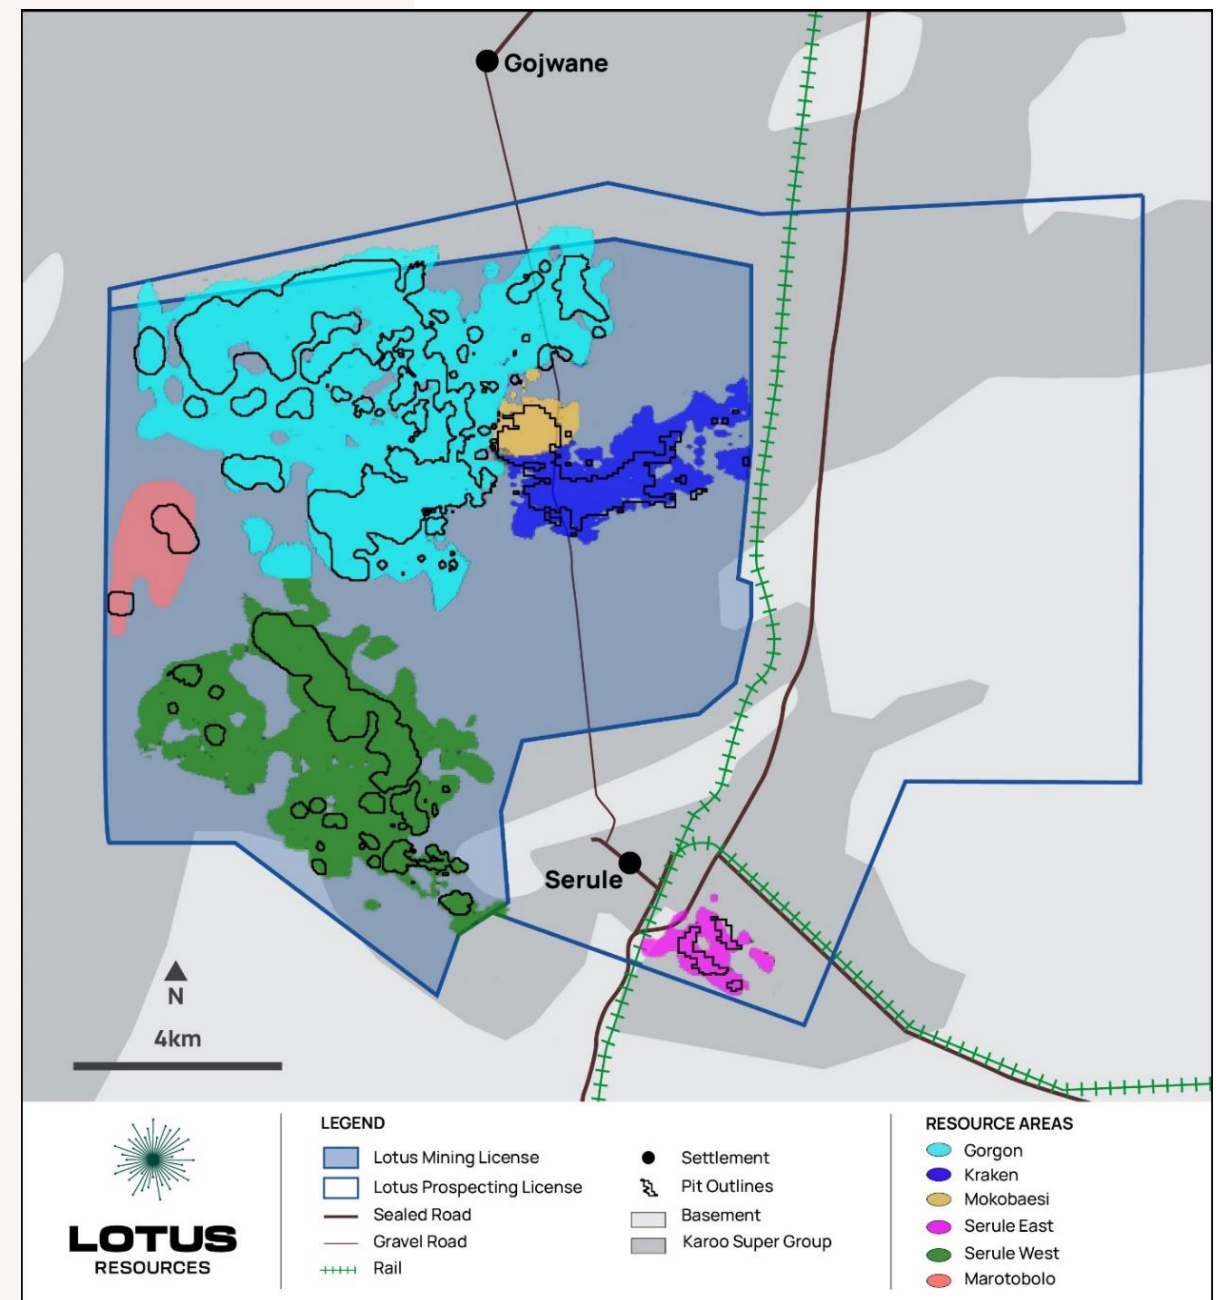 Gojwane
Serule
N
4km
LOTUS
RESOURCES
LEGEND
Lotus Mining License
Lotus Prospecting License
Sealed Road
Gravel Road
Rail
Settlement
Pit Outlines
Basement
Karoo Super Group
RESOURCE AREAS
Gorgon
Kraken
Mokobaesi
Serule East
Serule West
Marotobolo